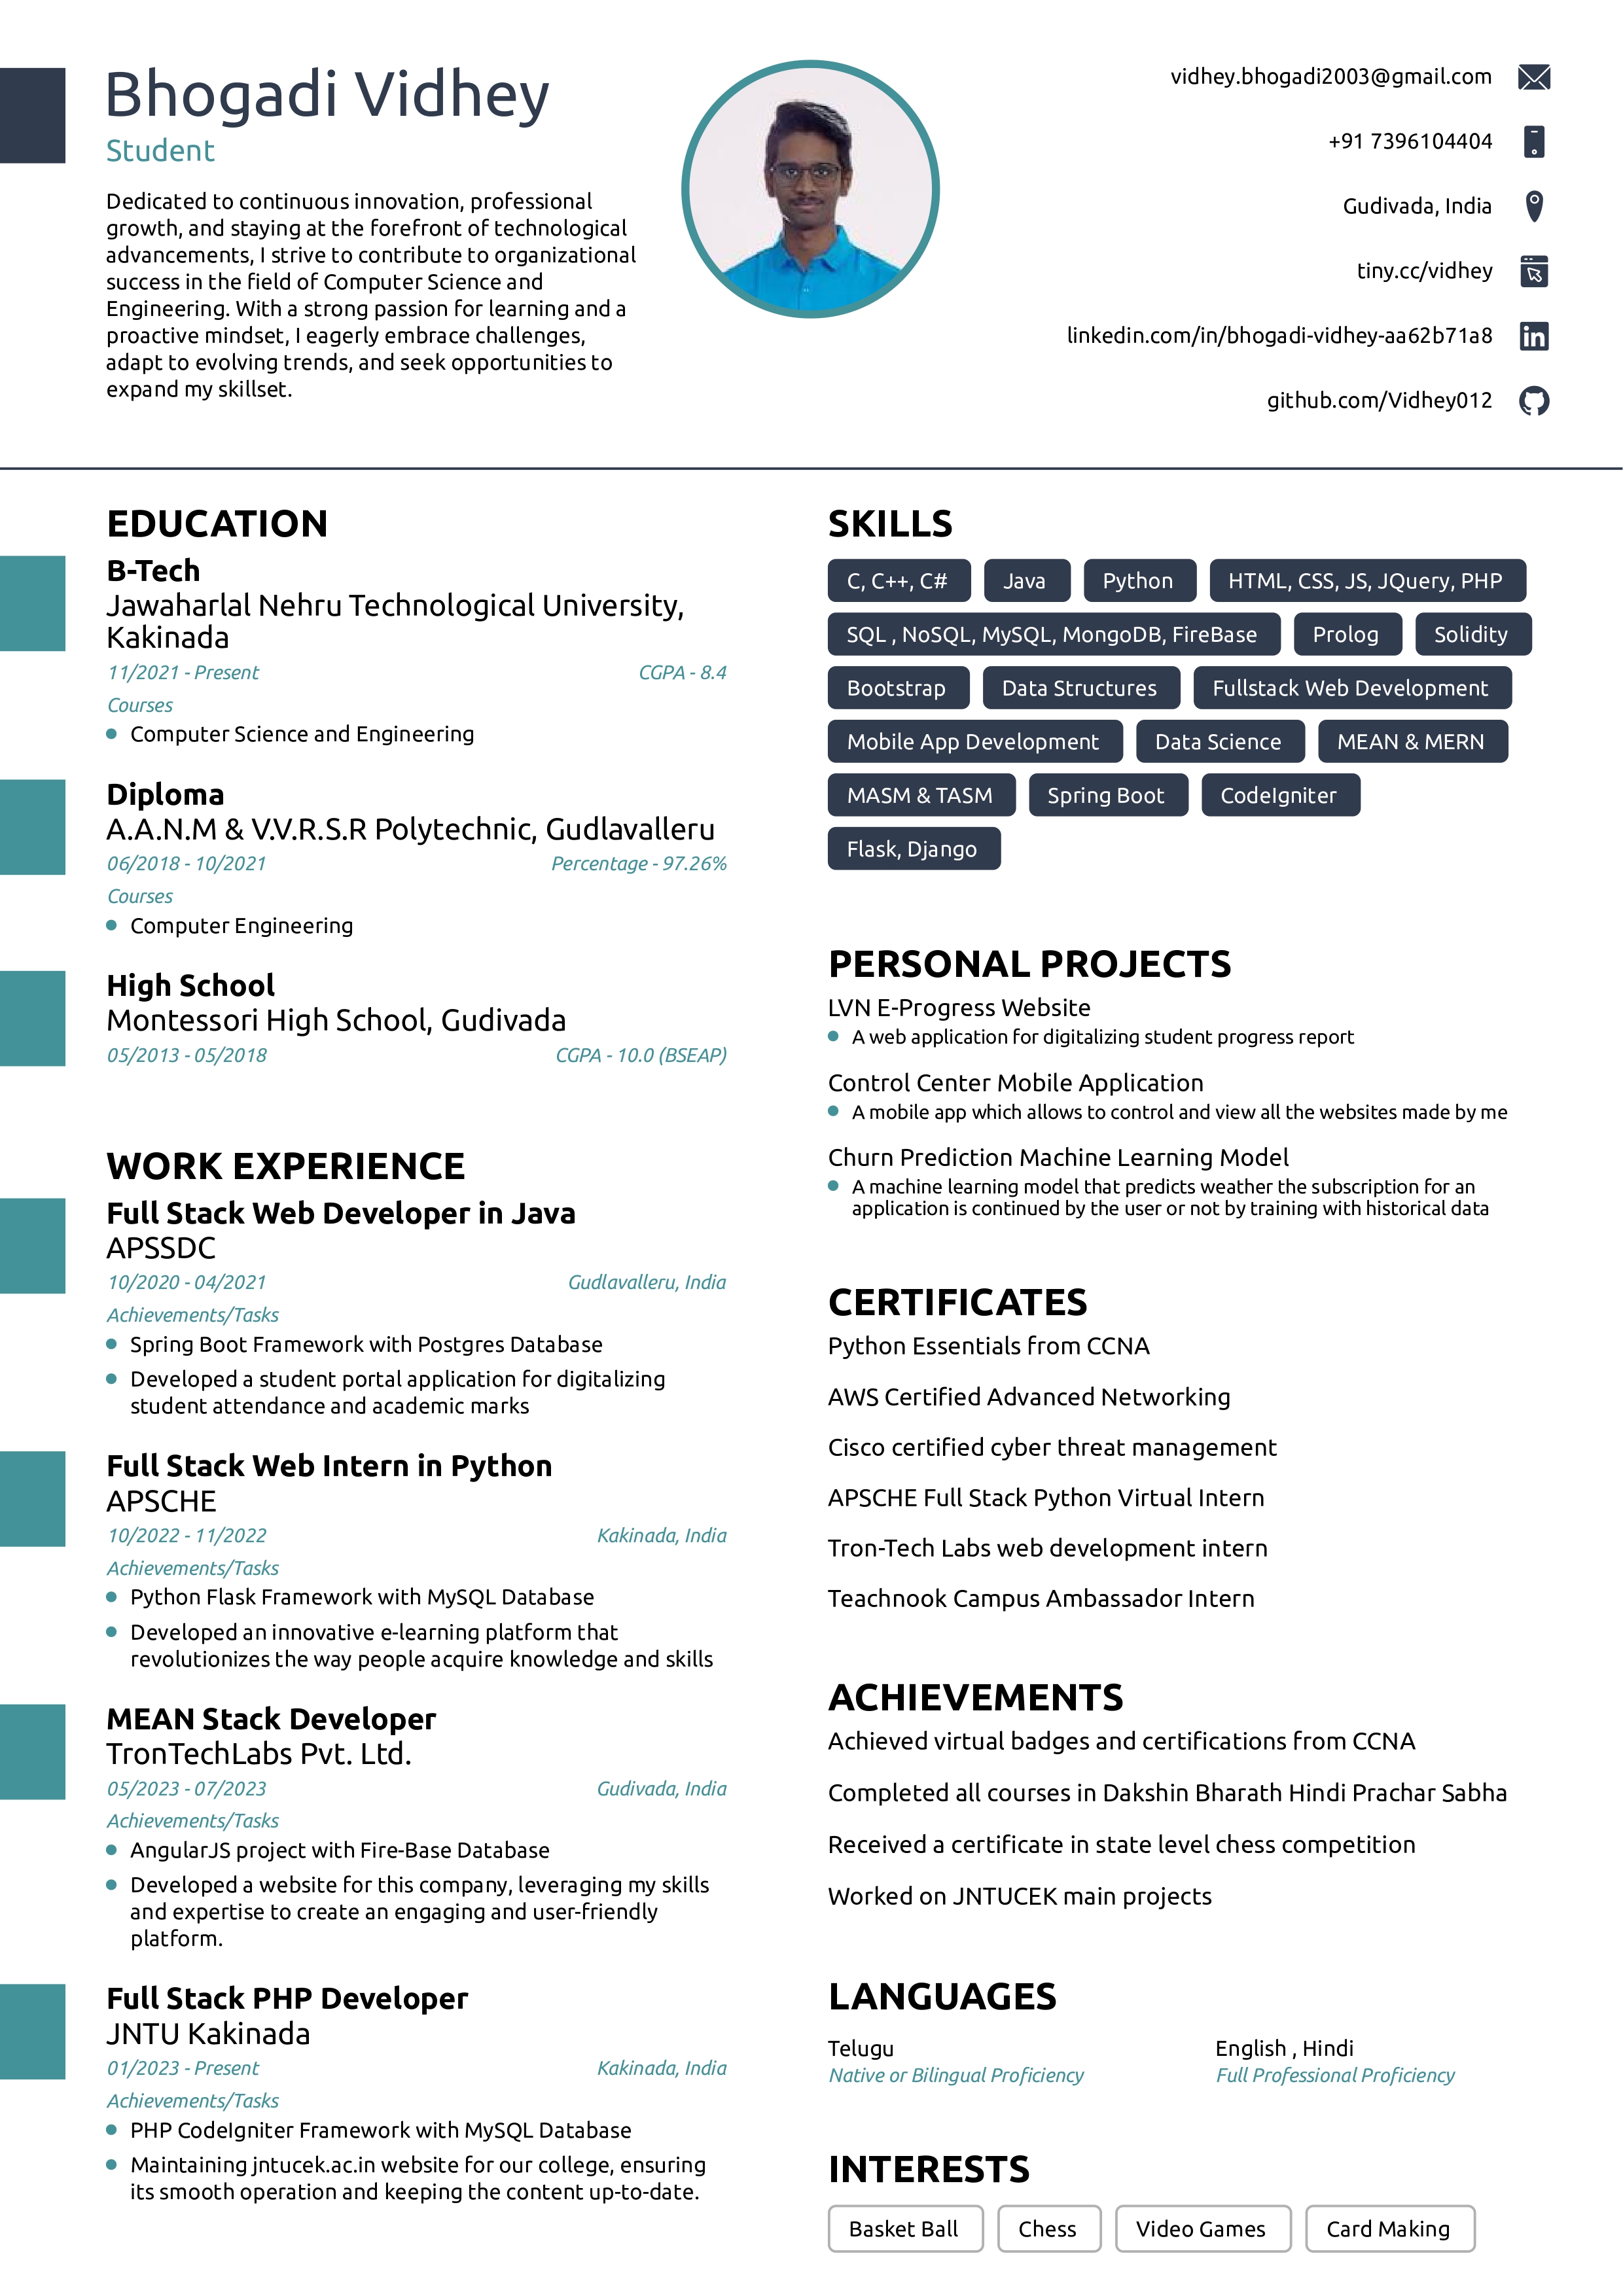 Bhogadi Vidhey
Student
Dedicated to continuous innovation, professional
growth, and staying at the forefront of technological
advancements, I strive to contribute to organizational
success in the field of Computer Science and
Engineering. With a strong passion for learning and a
proactive mindset, I eagerly embrace challenges,
adapt to evolving trends, and seek opportunities to
expand my skillset.
vidhey.bhogadi2003@gmail.com
+91 7396104404
Gudivada, India
tiny.cc/vidhey
linkedin.com/in/bhogadi-vidhey-aa62b71a8
github.com/Vidhey012
EDUCATION
B-Tech
Jawaharlal Nehru Technological University,
Kakinada
11/2021 - Present CGPA - 8.4
Courses
Computer Science and Engineering
Diploma
A.A.N.M & V.V.R.S.R Polytechnic, Gudlavalleru
06/2018 - 10/2021 Percentage - 97.26%
Courses
Computer Engineering
High School
Montessori High School, Gudivada
05/2013 - 05/2018 CGPA - 10.0 (BSEAP)
WORK EXPERIENCE
Full Stack Web Developer in Java
APSSDC
10/2020 - 04/2021 Gudlavalleru, India
Achievements/Tasks
Spring Boot Framework with Postgres Database
Developed a student portal application for digitalizing
student attendance and academic marks
Full Stack Web Intern in Python
APSCHE
10/2022 - 11/2022 Kakinada, India
Achievements/Tasks
Python Flask Framework with MySQL Database
Developed an innovative e-learning platform that
revolutionizes the way people acquire knowledge and skills
MEAN Stack Developer
TronTechLabs Pvt. Ltd.
05/2023 - 07/2023 Gudivada, India
Achievements/Tasks
AngularJS project with Fire-Base Database
Developed a website for this company, leveraging my skills
and expertise to create an engaging and user-friendly
platform.
Full Stack PHP Developer
JNTU Kakinada
01/2023 - Present Kakinada, India
Achievements/Tasks
PHP CodeIgniter Framework with MySQL Database
Maintaining jntucek.ac.in website for our college, ensuring
its smooth operation and keeping the content up-to-date.
SKILLS
C, C++, C# Java Python HTML, CSS, JS, JQuery, PHP
SQL , NoSQL, MySQL, MongoDB, FireBase Prolog Solidity
Bootstrap Data Structures Fullstack Web Development
Mobile App Development Data Science MEAN & MERN
MASM & TASM Spring Boot CodeIgniter
Flask, Django
PERSONAL PROJECTS
LVN E-Progress Website
A web application for digitalizing student progress report
Control Center Mobile Application
A mobile app which allows to control and view all the websites made by me
Churn Prediction Machine Learning Model
A machine learning model that predicts weather the subscription for an
application is continued by the user or not by training with historical data
CERTIFICATES
Python Essentials from CCNA
AWS Certified Advanced Networking
Cisco certified cyber threat management
APSCHE Full Stack Python Virtual Intern
Tron-Tech Labs web development intern
Teachnook Campus Ambassador Intern
ACHIEVEMENTS
Achieved virtual badges and certifications from CCNA
Completed all courses in Dakshin Bharath Hindi Prachar Sabha
Received a certificate in state level chess competition
Worked on JNTUCEK main projects
LANGUAGES
Telugu English , Hindi
Native or Bilingual Proficiency Full Professional Proficiency
INTERESTS
Basket Ball Chess Video Games Card Making